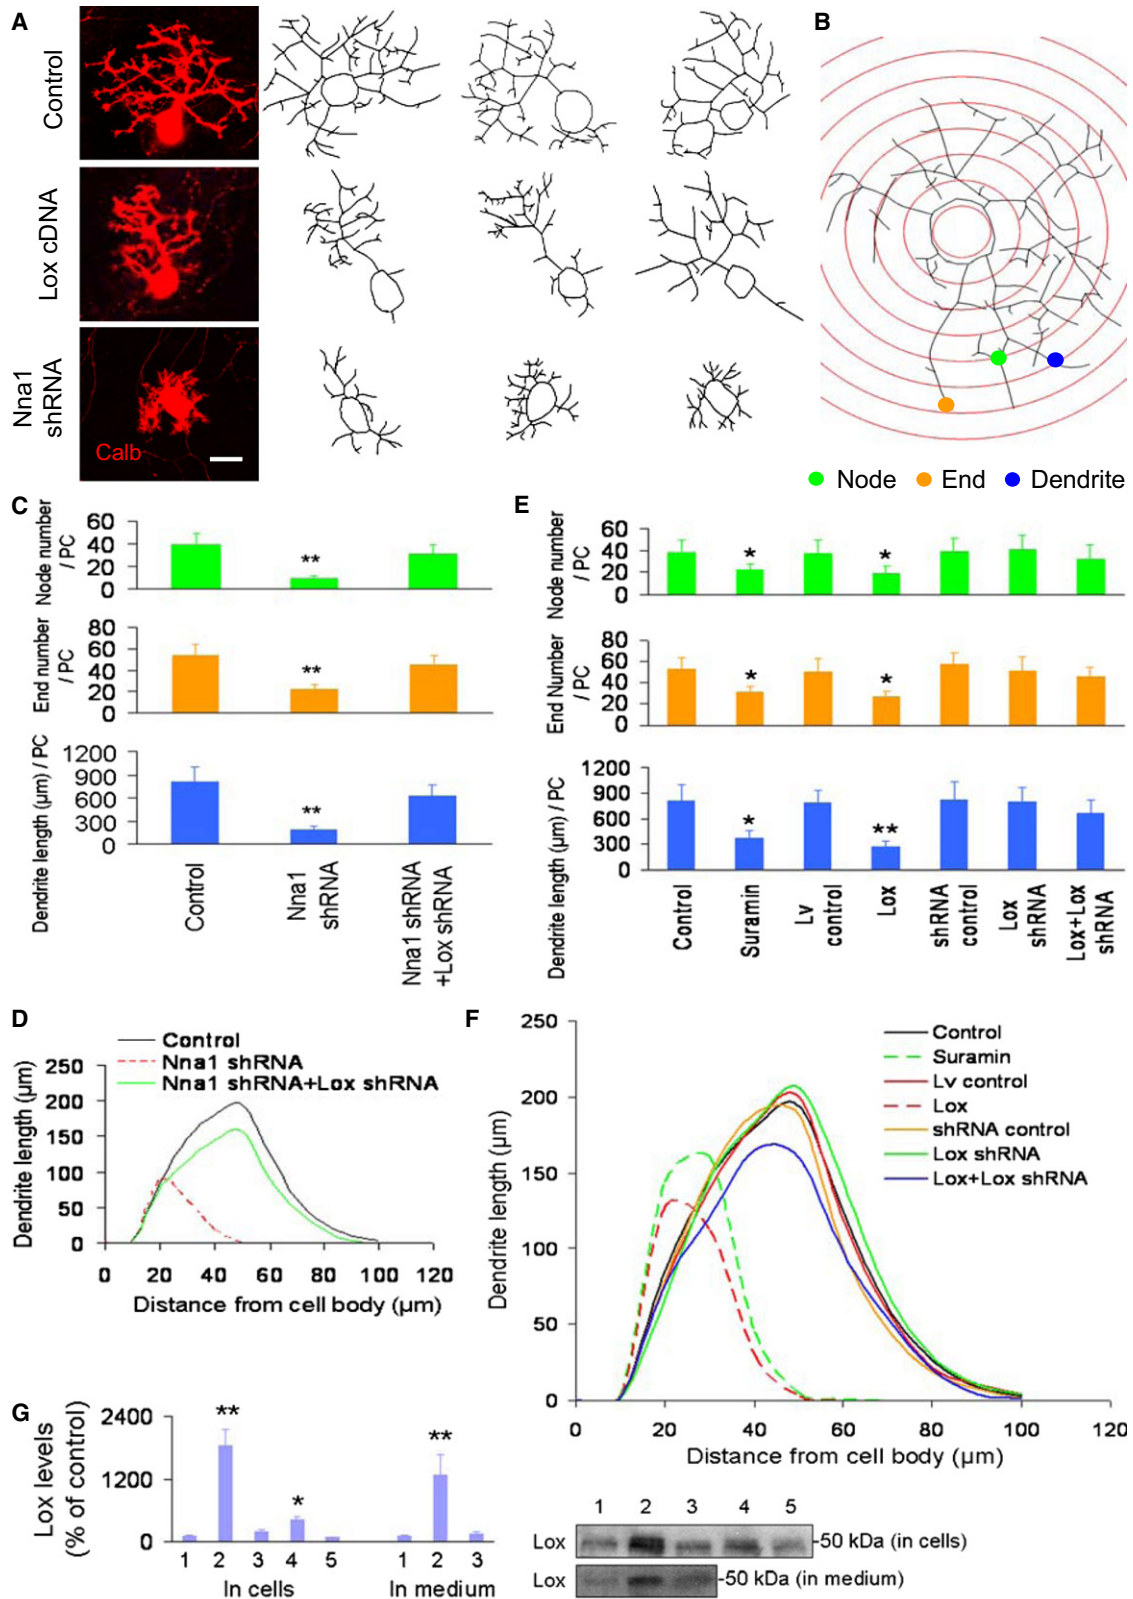 A
Control
Lox cDNA
Nna1
shRNA
Calb
B
Node
End
Dendrite
C
Node number
/ PC
60
40
20
0
**
End number
/ PC
80
60
40
20
0
**
Dendrite length (µm) / PC
1200
900
600
300
0
**
Control
Nna1
shRNA
Nna1 shRNA
+Lox shRNA
E
Node number
/ PC
60
40
20
0
*
*
End Number
/ PC
80
60
40
20
0
*
*
Dendrite length (µm) / PC
1200
900
600
300
0
*
**
Control
Suramin
Lv
control
Lox
shRNA
control
Lox
shRNA
Lox+Lox
shRNA
D
Control
Nna1 shRNA
Nna1 shRNA+Lox shRNA
Dendrite length (µm)
250
200
150
100
50
0
0 20 40 60 80 100 120
Distance from cell body (µm)
F
Dendrite length (µm)
250
200
150
100
50
0
Control
Suramin
Lv control
Lox
shRNA control
Lox shRNA
Lox+Lox shRNA
0 20 40 60 80 100 120
Distance from cell body (µm)
G
Lox levels
(% of control)
2400
1200
0
**
*
**
1 2 3 4 5 1 2 3
In cells In medium
1 2 3 4 5
Lox -50 kDa (in cells)
Lox -50 kDa (in medium)